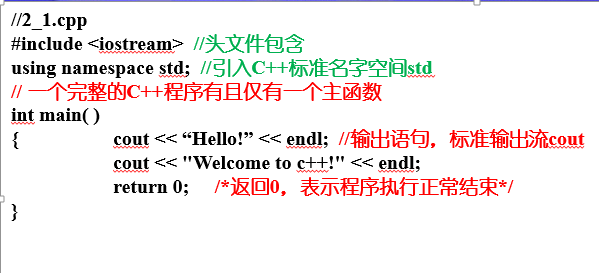 //2_1.cpp
#include <iostream> //头文件包含
using namespace std; //引入C++标准名字空间std
// 一个完整的C++程序有且仅有一个主函数
int main( )
{ cout << “Hello!” << endl; //输出语句，标准输出流cout
cout << "Welcome to c++!" << endl;
return 0; /*返回0，表示程序执行正常结束*/
}